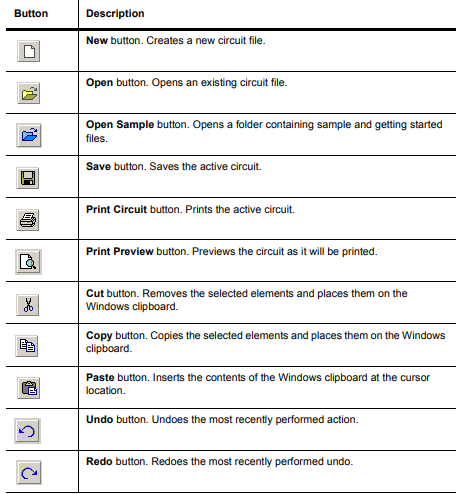 Button Description
New button. Creates a new circuit file.
Open button. Opens an existing circuit file.
Open Sample button. Opens a folder containing sample and getting started
files.
Save button. Saves the active circuit.
Print Circuit button. Prints the active circuit.
Print Preview button. Previews the circuit as it will be printed.
Cut button. Removes the selected elements and places them on the
Windows clipboard.
Copy button. Copies the selected elements and places them on the Windows
clipboard.
Paste button. Inserts the contents of the Windows clipboard at the cursor
location.
Undo button. Undoes the most recently performed action.
Redo button. Redoes the most recently performed undo.